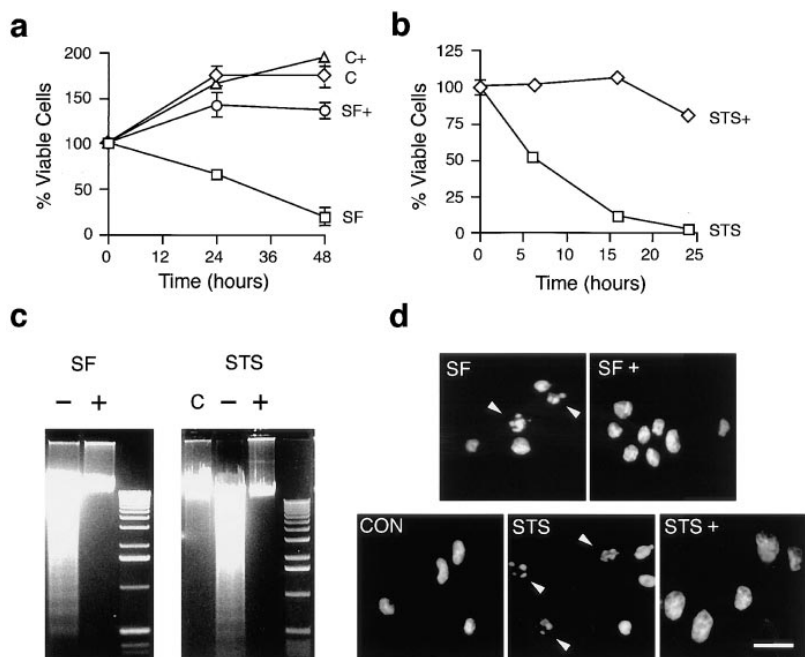 a
% Viable Cells
200
150
100
50
0
0 12 24 36 48
Time (hours)
C+
C
SF+
SF
b
% Viable Cells
125
100
75
50
25
0
0 5 10 15 20 25
Time (hours)
STS+
STS
c
SF STS
– + C – +
d
SF SF +
CON STS STS +